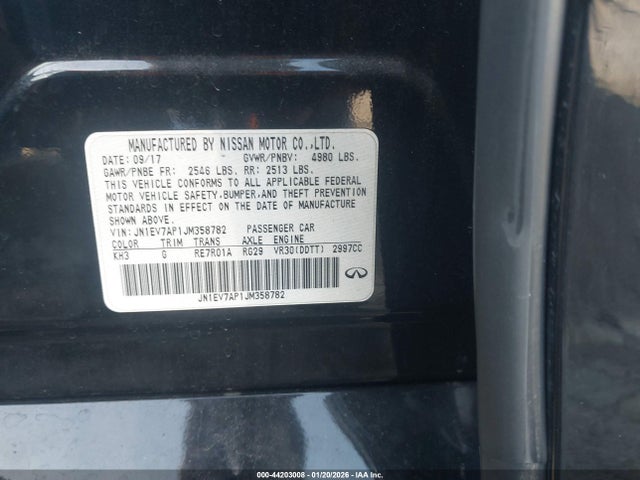 MANUFACTURED BY NISSAN MOTOR CO.,LTD.
DATE: 09/17 GVWR/PNBV: 4980 LBS.
GAWR/PNBE FR: 2546 LBS. RR: 2513 LBS.
THIS VEHICLE CONFORMS TO ALL APPLICABLE FEDERAL
MOTOR VEHICLE SAFETY,BUMPER,AND THEFT PREVENTION
STANDARDS IN EFFECT ON THE DATE OF MANUFACTURE
SHOWN ABOVE.
VIN: JN1EV7AP1JM358782 PASSENGER CAR
COLOR TRIM TRANS AXLE ENGINE
KH3 G RE7R01A RG29 VR30(DDTT) 2997CC
JN1EV7AP1JM358782
000-44203008 - 01/20/2026 - IAAI.COM